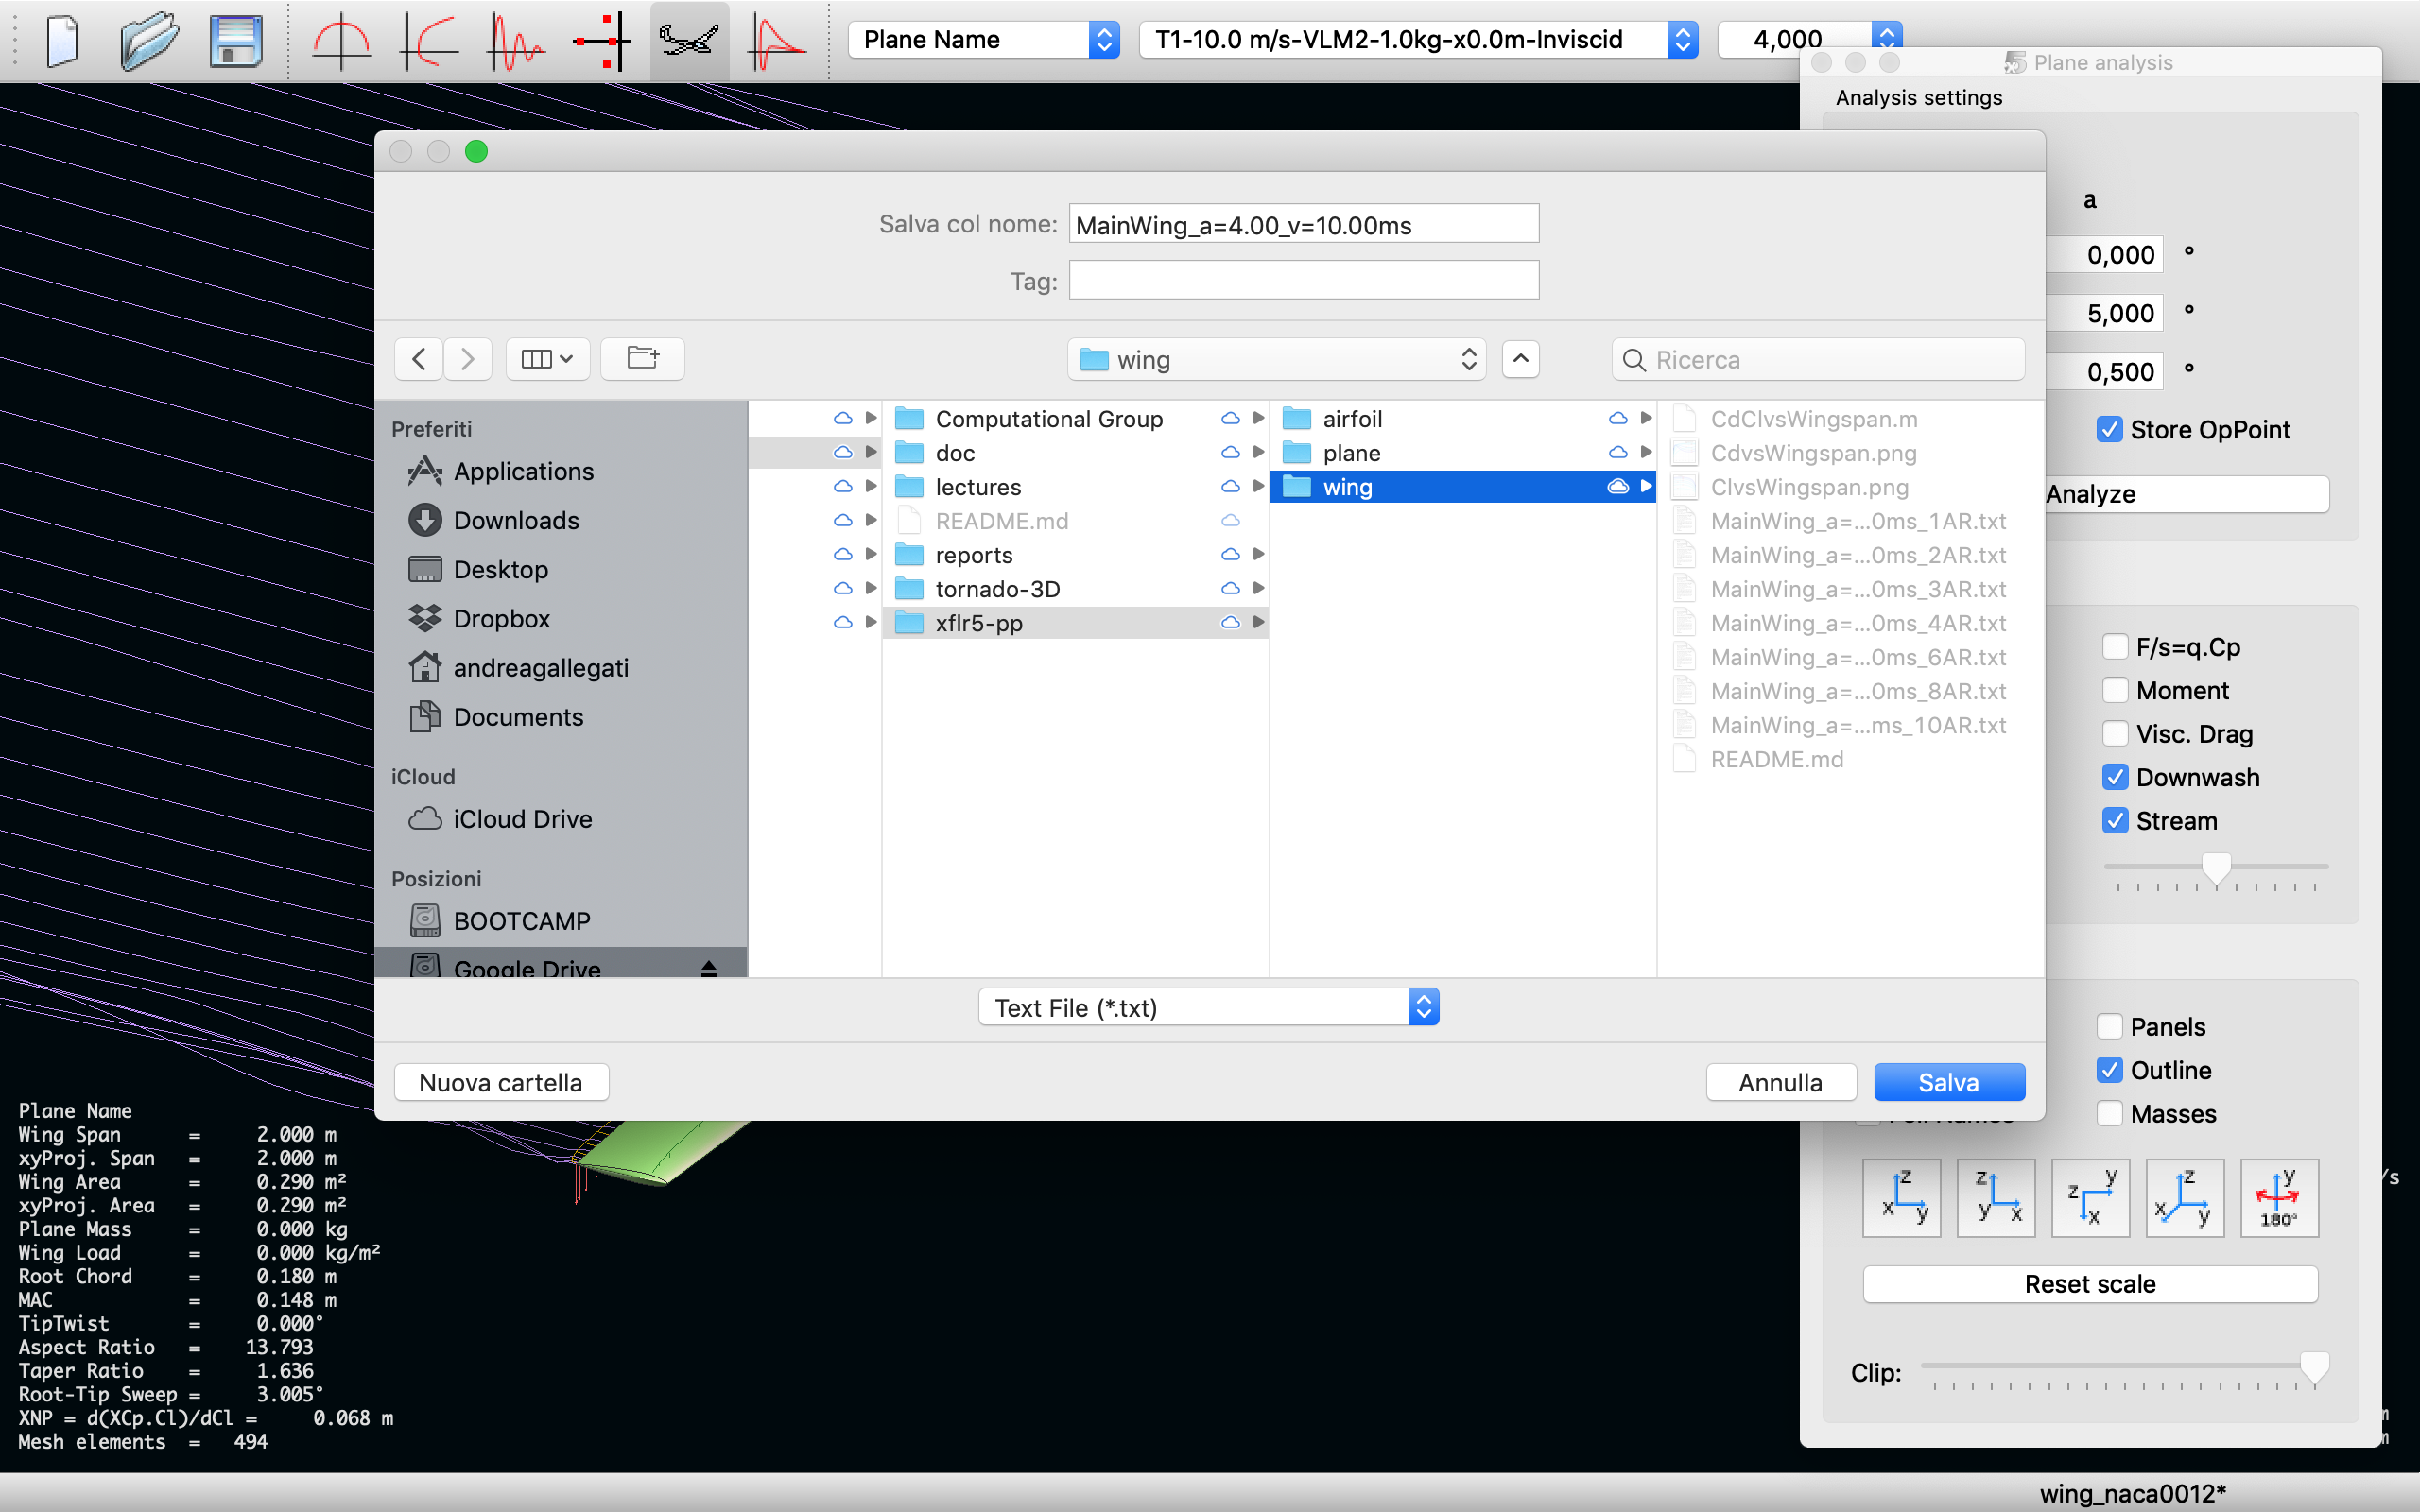 Plane Name
T1-10.0 m/s-VLM2-1.0kg-x0.0m-Inviscid
4,000
Plane analysis
Analysis settings
a
0,000 °
5,000 °
0,500 °
Store OpPoint
Analyze
F/s=q.Cp
Moment
Visc. Drag
Downwash
Stream
Panels
Outline
Masses
z
x y
z
y x
y
z
x
z
x y
y
180°
Reset scale
Clip:
Salva col nome: MainWing_a=4.00_v=10.00ms
Tag:
wing
Ricerca
Preferiti
Applications
Downloads
Desktop
Dropbox
andreagallegati
Documents
iCloud
iCloud Drive
Posizioni
BOOTCAMP
Google Drive
Computational Group
doc
lectures
README.md
reports
tornado-3D
xflr5-pp
airfoil
plane
wing
CdClvsWingspan.m
CdvsWingspan.png
ClvsWingspan.png
MainWing_a=...0ms_1AR.txt
MainWing_a=...0ms_2AR.txt
MainWing_a=...0ms_3AR.txt
MainWing_a=...0ms_4AR.txt
MainWing_a=...0ms_6AR.txt
MainWing_a=...0ms_8AR.txt
MainWing_a=...ms_10AR.txt
README.md
Text File (*.txt)
Nuova cartella
Annulla
Salva
Plane Name
Wing Span = 2.000 m
xyProj. Span = 2.000 m
Wing Area = 0.290 m²
xyProj. Area = 0.290 m²
Plane Mass = 0.000 kg
Wing Load = 0.000 kg/m²
Root Chord = 0.180 m
MAC = 0.148 m
TipTwist = 0.000°
Aspect Ratio = 13.793
Taper Ratio = 1.636
Root-Tip Sweep = 3.005°
XNP = d(XCp.Cl)/dCl = 0.068 m
Mesh elements = 494
/s
m
m
wing_naca0012*